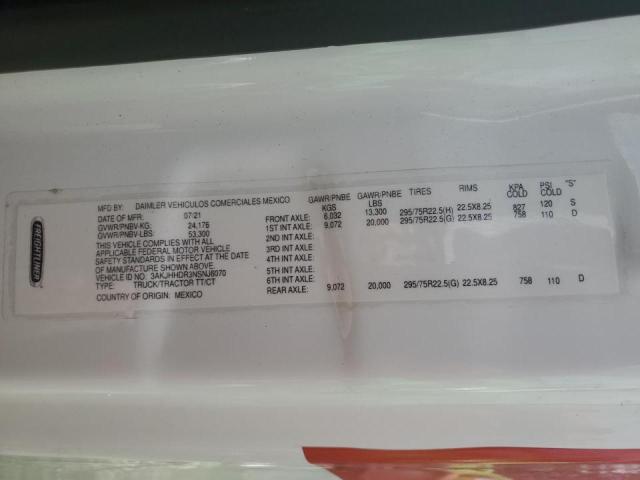 FREIGHTLINER
MFD BY: DAIMLER VEHICULOS COMERCIALES MEXICO
DATE OF MFR: 07/21
GVWR/PNBV-KG: 24,176
GVWR/PNBV-LBS: 53,300
THIS VEHICLE COMPLIES WITH ALL
APPLICABLE FEDERAL MOTOR VEHICLE
SAFETY STANDARDS IN EFFECT AT THE DATE
OF MANUFACTURE SHOWN ABOVE.
VEHICLE ID NO.: 3AKJHHDR3NSNJ6070
TYPE: TRUCK/TRACTOR TT/CT
COUNTRY OF ORIGIN: MEXICO
GAWR/PNBE KGS GAWR/PNBE LBS TIRES RIMS KPA COLD PSI COLD "S"
FRONT AXLE: 6,032 13,300 295/75R22.5(H) 22.5X8.25 827 120 S
1ST INT AXLE: 9,072 20,000 295/75R22.5(G) 22.5X8.25 758 110 D
2ND INT AXLE:
3RD INT AXLE:
4TH INT AXLE:
5TH INT AXLE:
6TH INT AXLE:
REAR AXLE: 9,072 20,000 295/75R22.5(G) 22.5X8.25 758 110 D